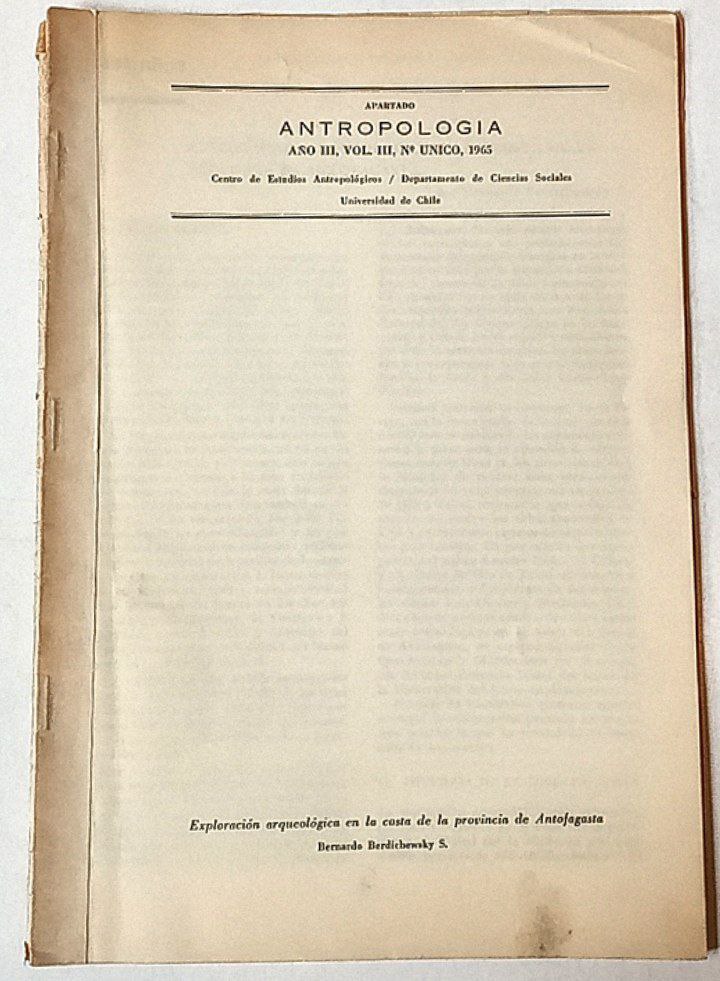 APARTADO
ANTROPOLOGIA
AÑO III, VOL. III, Nº UNICO, 1965
Centro de Estudios Antropológicos / Departamento de Ciencias Sociales
Universidad de Chile
Exploración arqueológica en la costa de la provincia de Antofagasta
Bernardo Berdichewsky S.